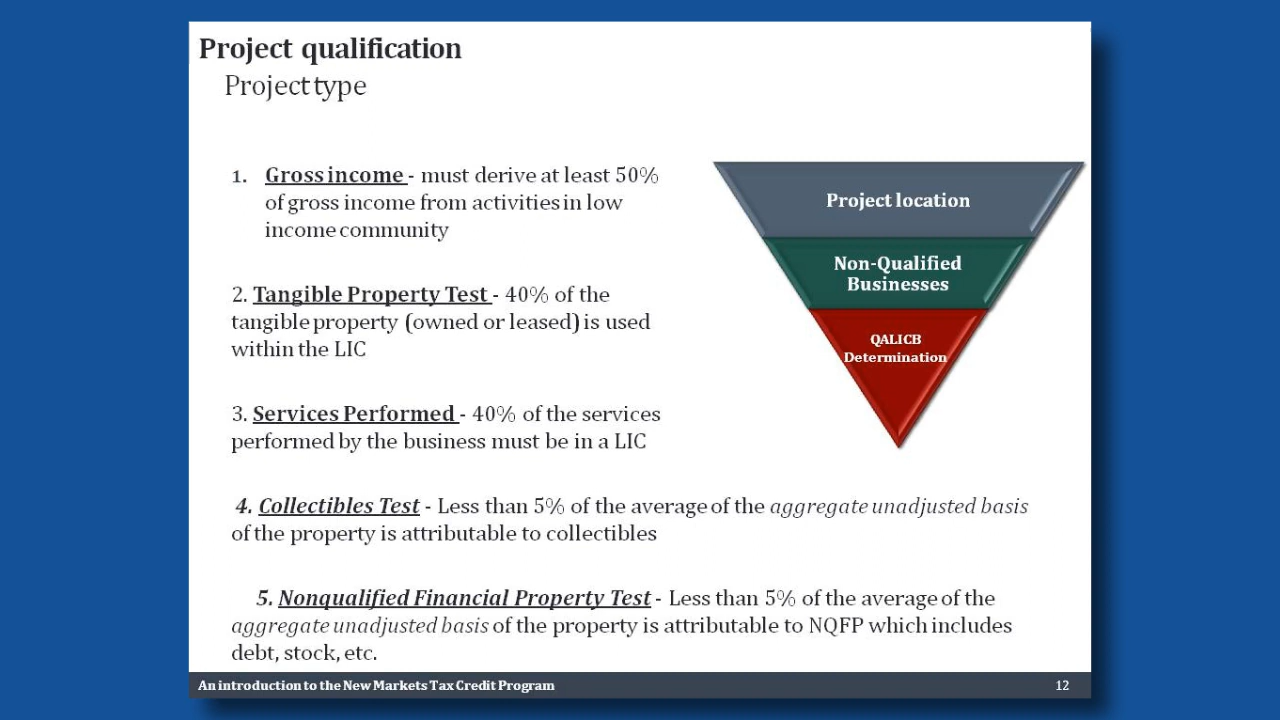 Project qualification
Project type
1. Gross income - must derive at least 50%
of gross income from activities in low
income community
2. Tangible Property Test - 40% of the
tangible property (owned or leased) is used
within the LIC
3. Services Performed - 40% of the services
performed by the business must be in a LIC
4. Collectibles Test - Less than 5% of the average of the aggregate unadjusted basis
of the property is attributable to collectibles
5. Nonqualified Financial Property Test - Less than 5% of the average of the
aggregate unadjusted basis of the property is attributable to NQFP which includes
debt, stock, etc.
Project location
Non-Qualified
Businesses
QALICB
Determination
An introduction to the New Markets Tax Credit Program
12